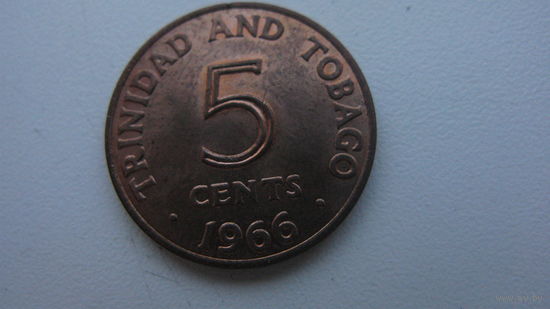 TRINIDAD AND TOBAGO
5
CENTS
1966